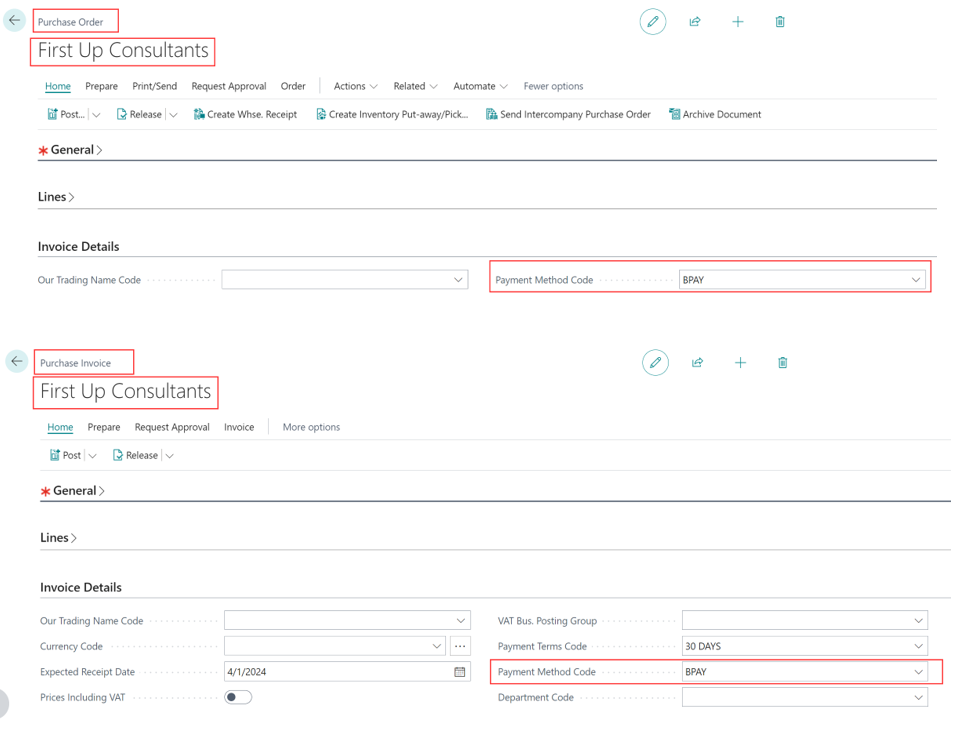 Purchase Order
First Up Consultants
Home Prepare Print/Send Request Approval Order Actions Related Automate Fewer options
Post... Release Create Whse. Receipt Create Inventory Put-away/Pick... Send Intercompany Purchase Order Archive Document
* General >
Lines >
Invoice Details
Our Trading Name Code Payment Method Code BPAY
Purchase Invoice
First Up Consultants
Home Prepare Request Approval Invoice More options
Post Release
* General >
Lines >
Invoice Details
Our Trading Name Code VAT Bus. Posting Group
Currency Code ... Payment Terms Code 30 DAYS
Expected Receipt Date 4/1/2024 Payment Method Code BPAY
Prices Including VAT Department Code